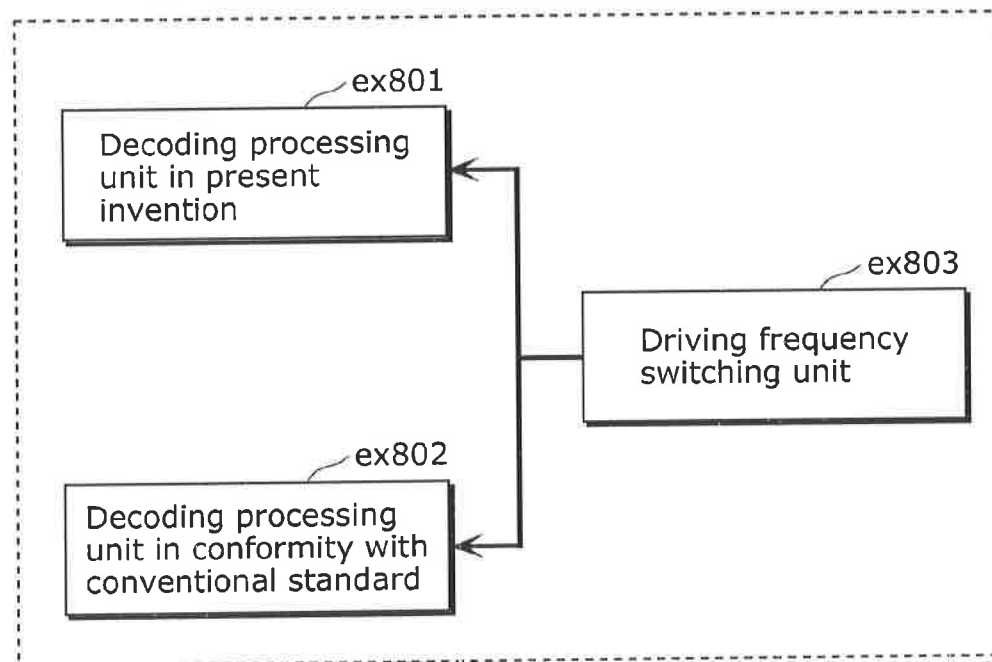 ex801
Decoding processing
unit in present
invention
ex803
Driving frequency
switching unit
ex802
Decoding processing
unit in conformity with
conventional standard